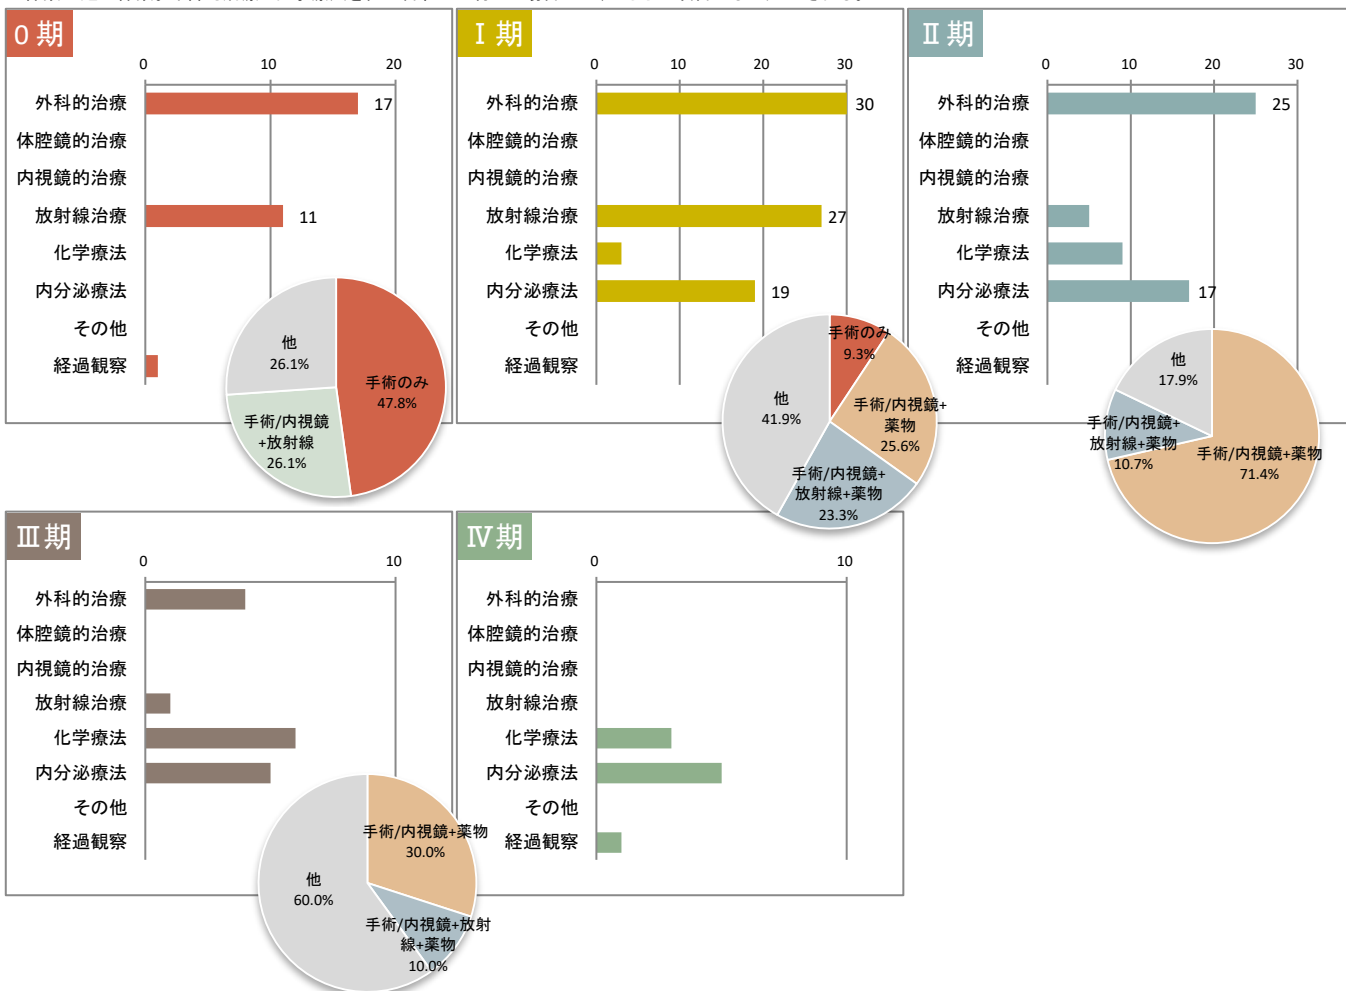 0期
0 10 20
外科的治療 17
体腔鏡的治療
内視鏡的治療
放射線治療 11
化学療法
内分泌療法
その他
経過観察
他
26.1%
手術のみ
47.8%
手術/内視鏡
+放射線
26.1%
Ⅰ期
0 10 20 30
外科的治療 30
体腔鏡的治療
内視鏡的治療
放射線治療 27
化学療法
内分泌療法 19
その他
経過観察
手術のみ
9.3%
他
41.9%
手術/内視鏡+
薬物
25.6%
手術/内視鏡+
放射線+薬物
23.3%
Ⅱ期
0 10 20 30
外科的治療 25
体腔鏡的治療
内視鏡的治療
放射線治療
化学療法
内分泌療法 17
その他
経過観察
他
17.9%
手術/内視鏡+
放射線+薬物
10.7%
手術/内視鏡+薬物
71.4%
Ⅲ期
0 10
外科的治療
体腔鏡的治療
内視鏡的治療
放射線治療
化学療法
内分泌療法
その他
経過観察
手術/内視鏡+薬物
30.0%
他
60.0%
手術/内視鏡+放射
線+薬物
10.0%
Ⅳ期
0 10
外科的治療
体腔鏡的治療
内視鏡的治療
放射線治療
化学療法
内分泌療法
その他
経過観察